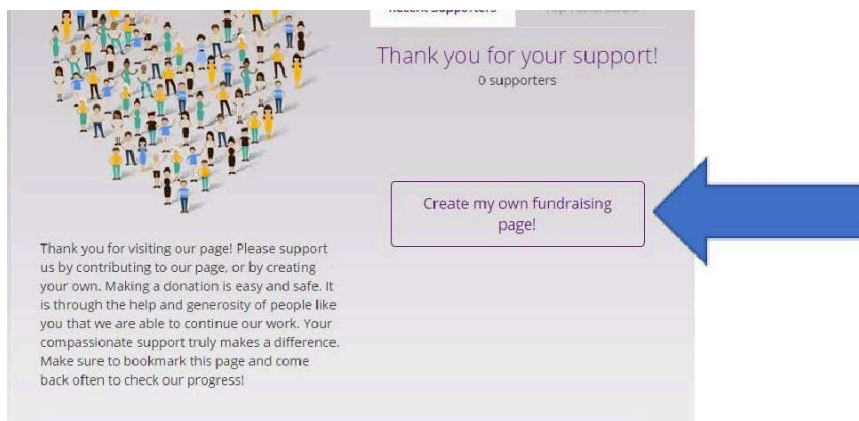 Recent Supporters
Top Fundraisers
Thank you for your support!
0 supporters
Create my own fundraising
page!
Thank you for visiting our page! Please support
us by contributing to our page, or by creating
your own. Making a donation is easy and safe. It
is through the help and generosity of people like
you that we are able to continue our work. Your
compassionate support truly makes a difference.
Make sure to bookmark this page and come
back often to check our progress!